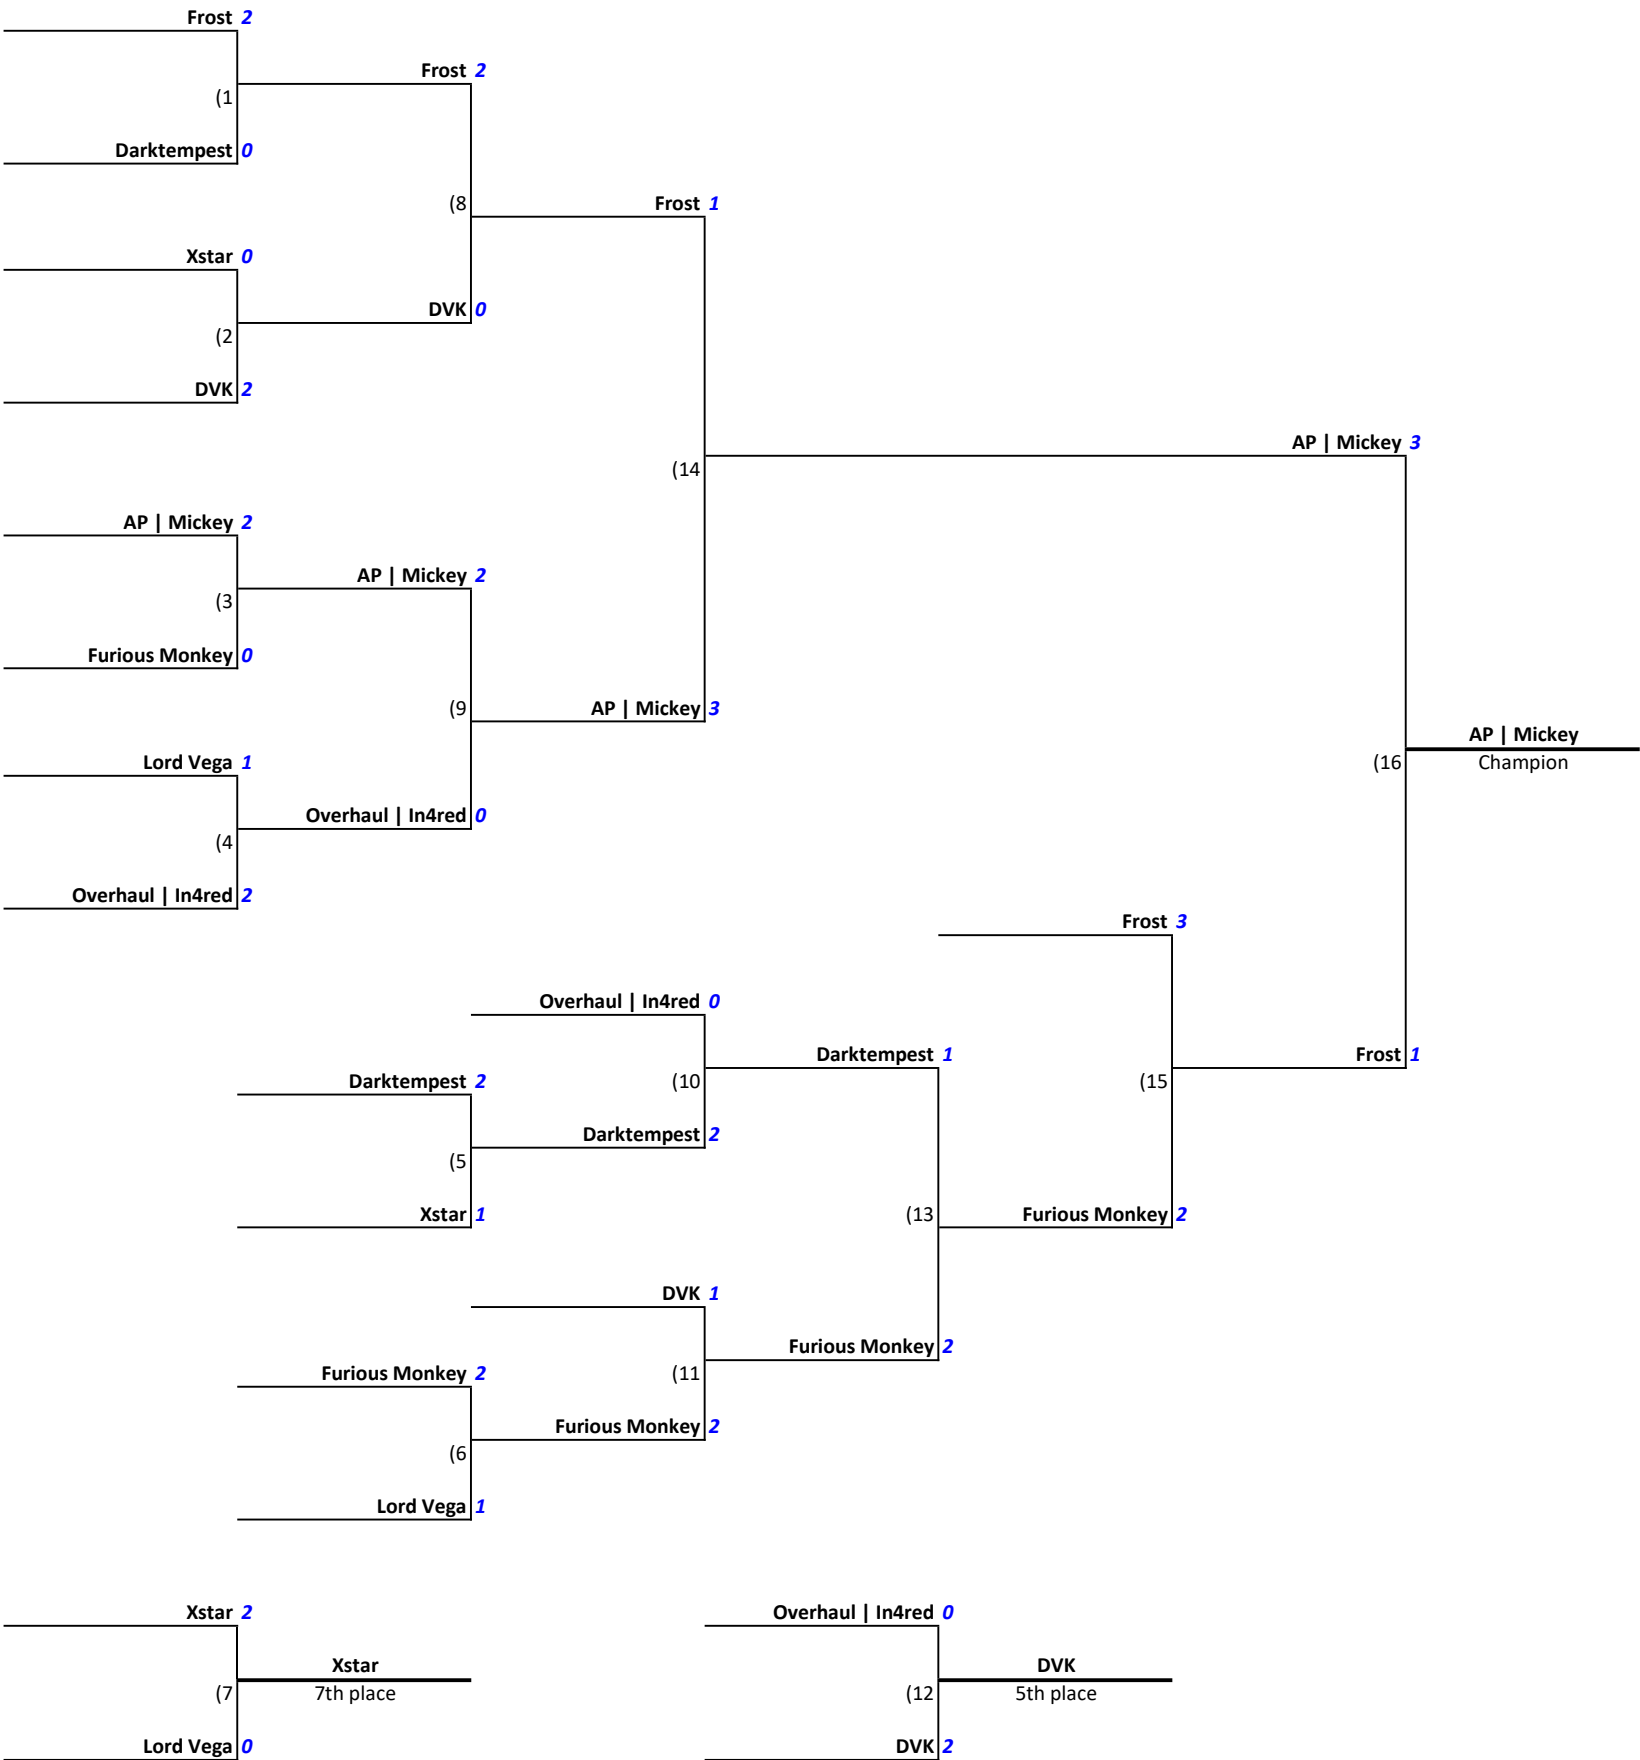 Frost 2
Frost 2
(1
Darktempest 0
(8
Frost 1
Xstar 0
DVK 0
(2
DVK 2
AP | Mickey 3
(14
AP | Mickey 2
AP | Mickey 2
(3
Furious Monkey 0
(9
AP | Mickey 3
AP | Mickey
Lord Vega 1
(16
Champion
Overhaul | In4red 0
(4
Overhaul | In4red 2
Frost 3
Overhaul | In4red 0
Darktempest 1
Frost 1
Darktempest 2
(10
(15
Darktempest 2
(5
Xstar 1
(13
Furious Monkey 2
DVK 1
Furious Monkey 2
Furious Monkey 2
(11
Furious Monkey 2
(6
Lord Vega 1
Xstar 2
Overhaul | In4red 0
Xstar
DVK
(7
7th place
(12
5th place
Lord Vega 0
DVK 2